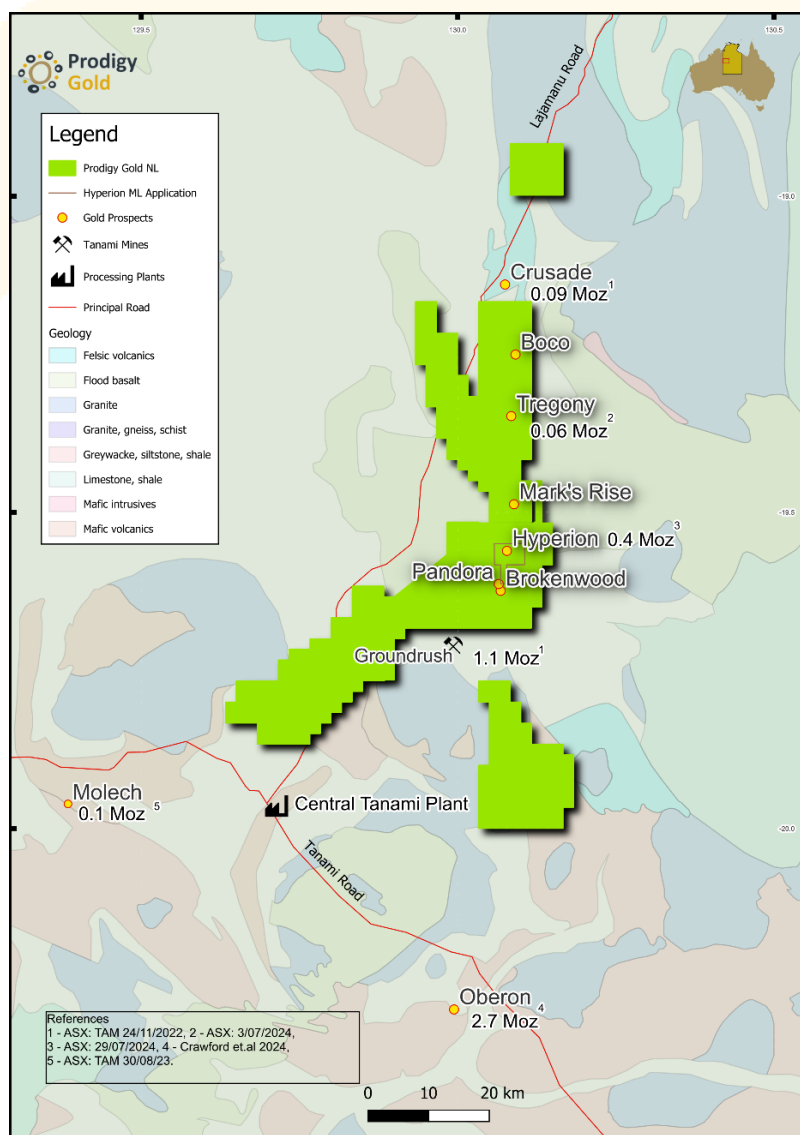 129.5
130.0
130.5
Prodigy
Gold
Lajamanu Road
Legend
Prodigy Gold NL
Hyperion ML Application
Gold Prospects
Tanami Mines
Processing Plants
Principal Road
Geology
Felsic volcanics
Flood basalt
Granite
Granite, gneiss, schist
Greywacke, siltstone, shale
Limestone, shale
Mafic intrusives
Mafic volcanics
-19.0
Crusade
0.09 Moz1
Boco
Tregony
0.06 Moz2
Mark's Rise
-19.5
Hyperion 0.4 Moz3
Pandora
Brokenwood
Groundrush
1.1 Moz1
Molech
0.1 Moz 5
Central Tanami Plant
-20.0
Tanami Road
Oberon
2.7 Moz4
References
1 - ASX: TAM 24/11/2022, 2 - ASX: 3/07/2024,
3 - ASX: 29/07/2024, 4 - Crawford et.al 2024,
5 - ASX: TAM 30/08/23.
0 10 20 km